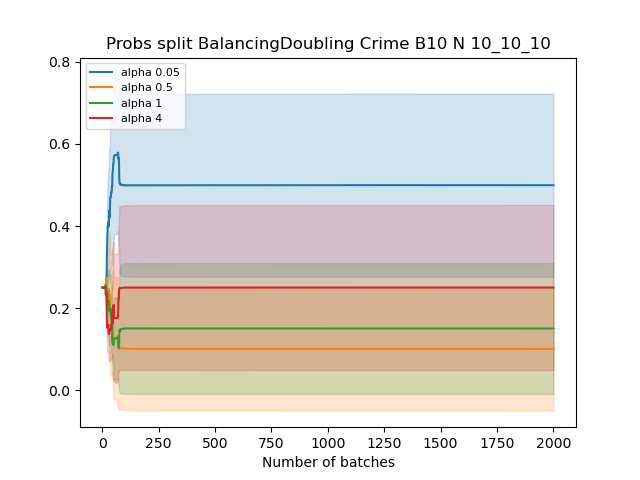 Probs split BalancingDoubling Crime B10 N 10_10_10
alpha 0.05
alpha 0.5
alpha 1
alpha 4
0.8
0.6
0.4
0.2
0.0
0 250 500 750 1000 1250 1500 1750 2000
Number of batches